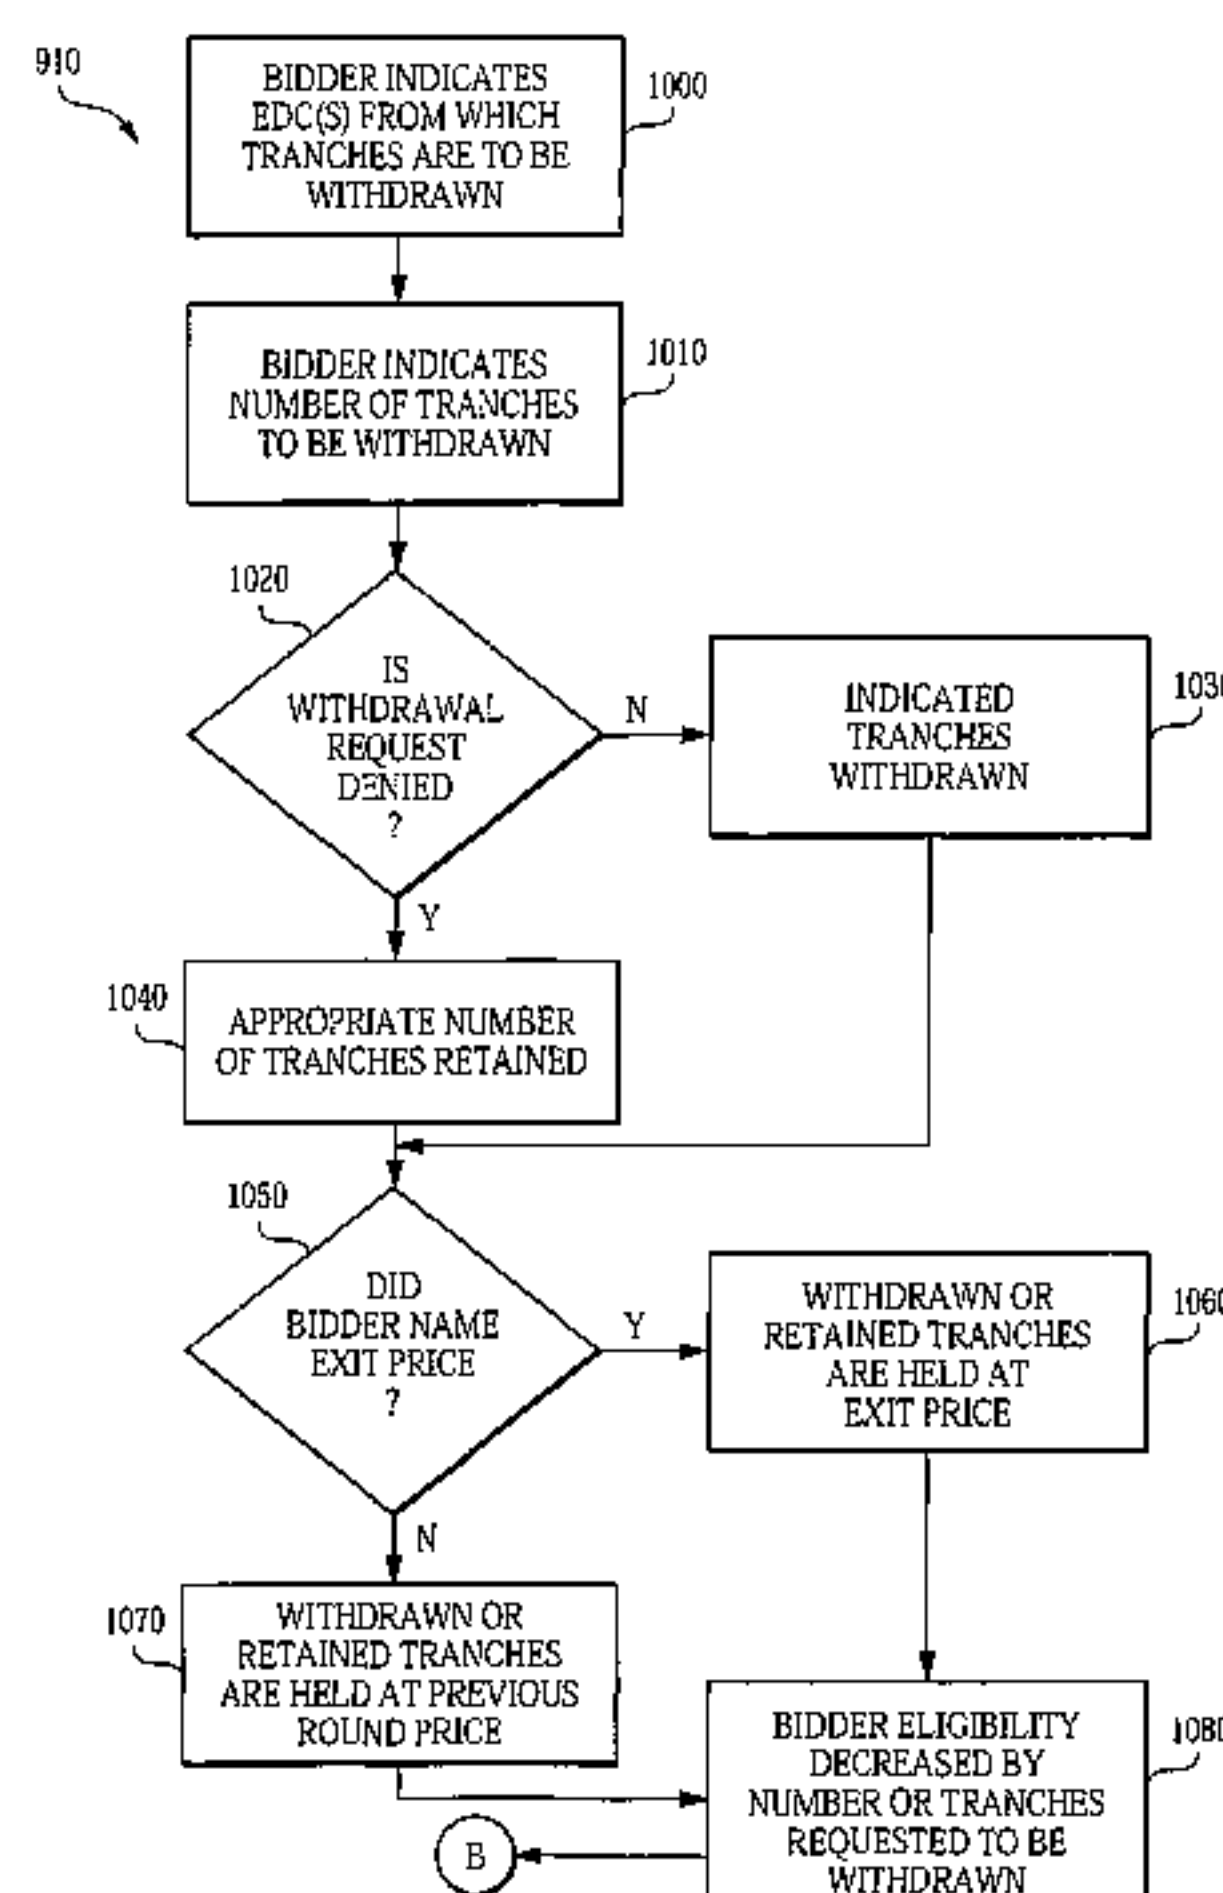 910
BIDDER INDICATES
EDC(S) FROM WHICH
TRANCHES ARE TO BE
WITHDRAWN
1000
BIDDER INDICATES
NUMBER OF TRANCHES
TO BE WITHDRAWN
1010
1020
IS
WITHDRAWAL
REQUEST
DENIED
?
N
INDICATED
TRANCHES
WITHDRAWN
1030
Y
1040
APPROPRIATE NUMBER
OF TRANCHES RETAINED
1050
DID
BIDDER NAME
EXIT PRICE
?
Y
WITHDRAWN OR
RETAINED TRANCHES
ARE HELD AT
EXIT PRICE
1060
N
1070
WITHDRAWN OR
RETAINED TRANCHES
ARE HELD AT PREVIOUS
ROUND PRICE
BIDDER ELIGIBILITY
DECREASED BY
NUMBER OR TRANCHES
REQUESTED TO BE
WITHDRAWN
1080
B